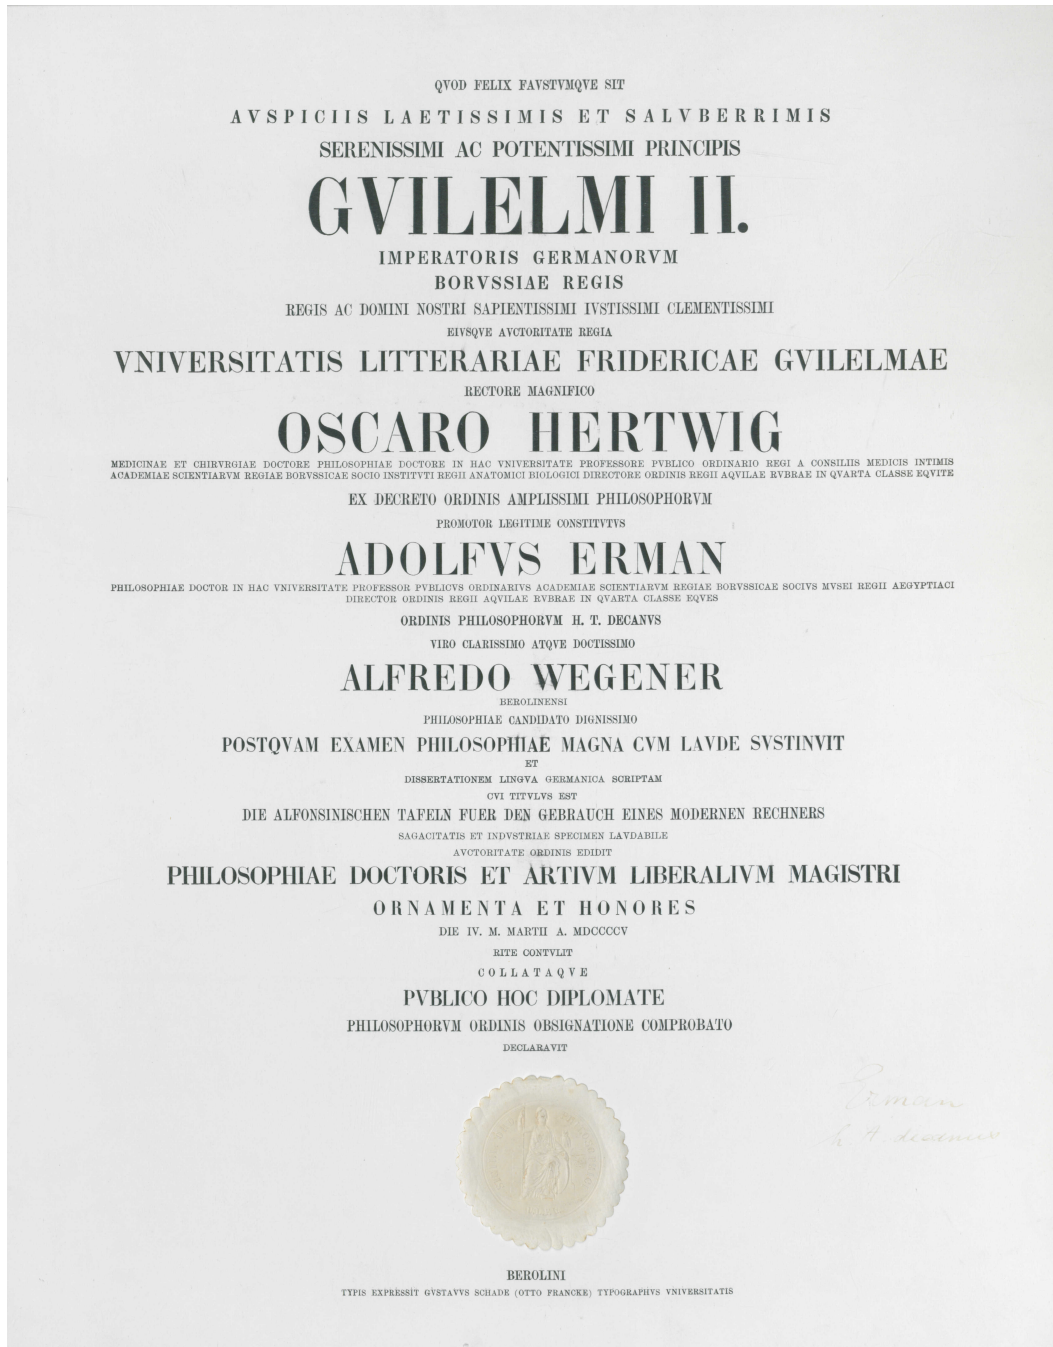 QVOD FELIX FAVSTVMQVE SIT
AVSPICIIS LAETISSIMIS ET SALVBERRIMIS
SERENISSIMI AC POTENTISSIMI PRINCIPIS
GVILELMI II.
IMPERATORIS GERMANORVM
BORVSSIAE REGIS
REGIS AC DOMINI NOSTRI SAPIENTISSIMI IVSTISSIMI CLEMENTISSIMI
EIVSQVE AVCTORITATE REGIA
VNIVERSITATIS LITTERARIAE FRIDERICAE GVILELMAE
RECTORE MAGNIFICO
OSCARO HERTWIG
MEDICINAE ET CHIRVRGIAE DOCTORE PHILOSOPHIAE DOCTORE IN HAC VNIVERSITATE PROFESSORE PVBLICO ORDINARIO REGI A CONSILIIS MEDICIS INTIMIS
ACADEMIAE SCIENTIARVM REGIAE BORVSSICAE SOCIO INSTITVTI REGII ANATOMICI BIOLOGICI DIRECTORE ORDINIS REGII AQVILAE RVBRAE IN QVARTA CLASSE EQVITE
EX DECRETO ORDINIS AMPLISSIMI PHILOSOPHORVM
PROMOTOR LEGITIME CONSTITVTVS
ADOLFVS ERMAN
PHILOSOPHIAE DOCTOR IN HAC VNIVERSITATE PROFESSOR PVBLICVS ORDINARIVS ACADEMIAE SCIENTIARVM REGIAE BORVSSICAE SOCIVS MVSEI REGII AEGYPTIACI
DIRECTOR ORDINIS REGII AQVILAE RVBRAE IN QVARTA CLASSE EQVES
ORDINIS PHILOSOPHORVM H. T. DECANVS
VIRO CLARISSIMO ATQVE DOCTISSIMO
ALFREDO WEGENER
BEROLINENSI
PHILOSOPHIAE CANDIDATO DIGNISSIMO
POSTQVAM EXAMEN PHILOSOPHIAE MAGNA CVM LAVDE SVSTINVIT
ET
DISSERTATIONEM LINGVA GERMANICA SCRIPTAM
CVI TITVLVS EST
DIE ALFONSINISCHEN TAFELN FUER DEN GEBRAUCH EINES MODERNEN RECHNERS
SAGACITATIS ET INDVSTRIAE SPECIMEN LAVDABILE
AVCTORITATE ORDINIS EDIDIT
PHILOSOPHIAE DOCTORIS ET ARTIVM LIBERALIVM MAGISTRI
ORNAMENTA ET HONORES
DIE IV. M. MARTII A. MDCCCCV
RITE CONTVLIT
COLLATAQVE
PVBLICO HOC DIPLOMATE
PHILOSOPHORVM ORDINIS OBSIGNATIONE COMPROBATO
DECLARAVIT
Erman
decanus
BEROLINI
TYPIS EXPRESSIT GVSTAVVS SCHADE (OTTO FRANCKE) TYPOGRAPHVS VNIVERSITATIS